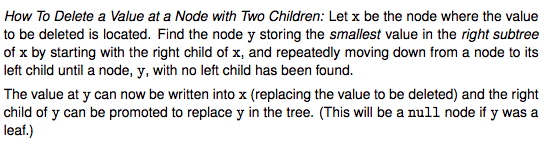 How To Delete a Value at a Node with Two Children: Let x be the node where the value
to be deleted is located. Find the node y storing the smallest value in the right subtree
of x by starting with the right child of x, and repeatedly moving down from a node to its
left child until a node, y, with no left child has been found.
The value at y can now be written into x (replacing the value to be deleted) and the right
child of y can be promoted to replace y in the tree. (This will be a null node if y was a
leaf.)